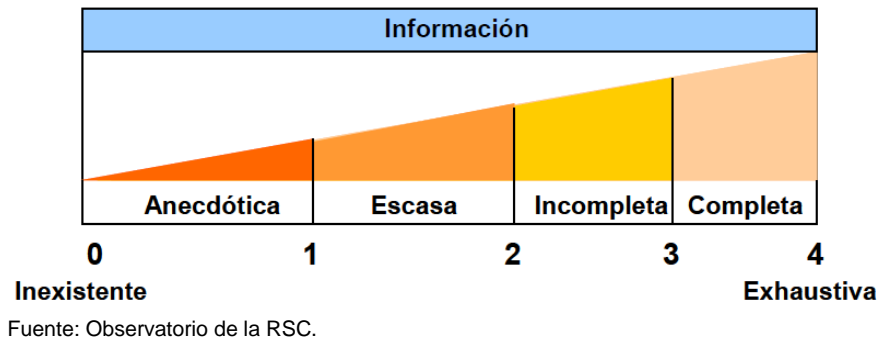 Información
Anecdótica Escasa Incompleta Completa
0 1 2 3 4
Inexistente Exhaustiva
Fuente: Observatorio de la RSC.